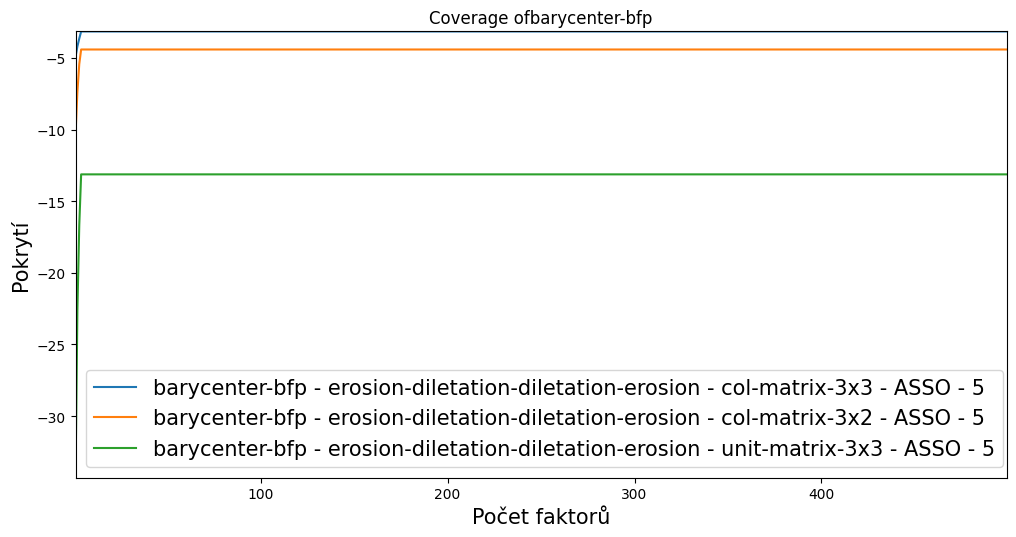 Coverage ofbarycenter-bfp
−5
−10
−15
−20
−25
−30
Pokrytí
barycenter-bfp - erosion-diletation-diletation-erosion - col-matrix-3x3 - ASSO - 5
barycenter-bfp - erosion-diletation-diletation-erosion - col-matrix-3x2 - ASSO - 5
barycenter-bfp - erosion-diletation-diletation-erosion - unit-matrix-3x3 - ASSO - 5
100 200 300 400
Počet faktorů